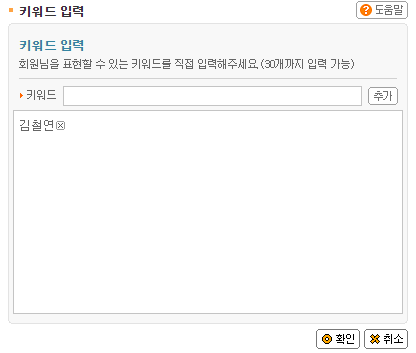 키워드 입력
도움말
키워드 입력
회원님을 표현할 수 있는 키워드를 직접 입력해주세요.(30개까지 입력 가능)
키워드
추가
김철연
확인
취소